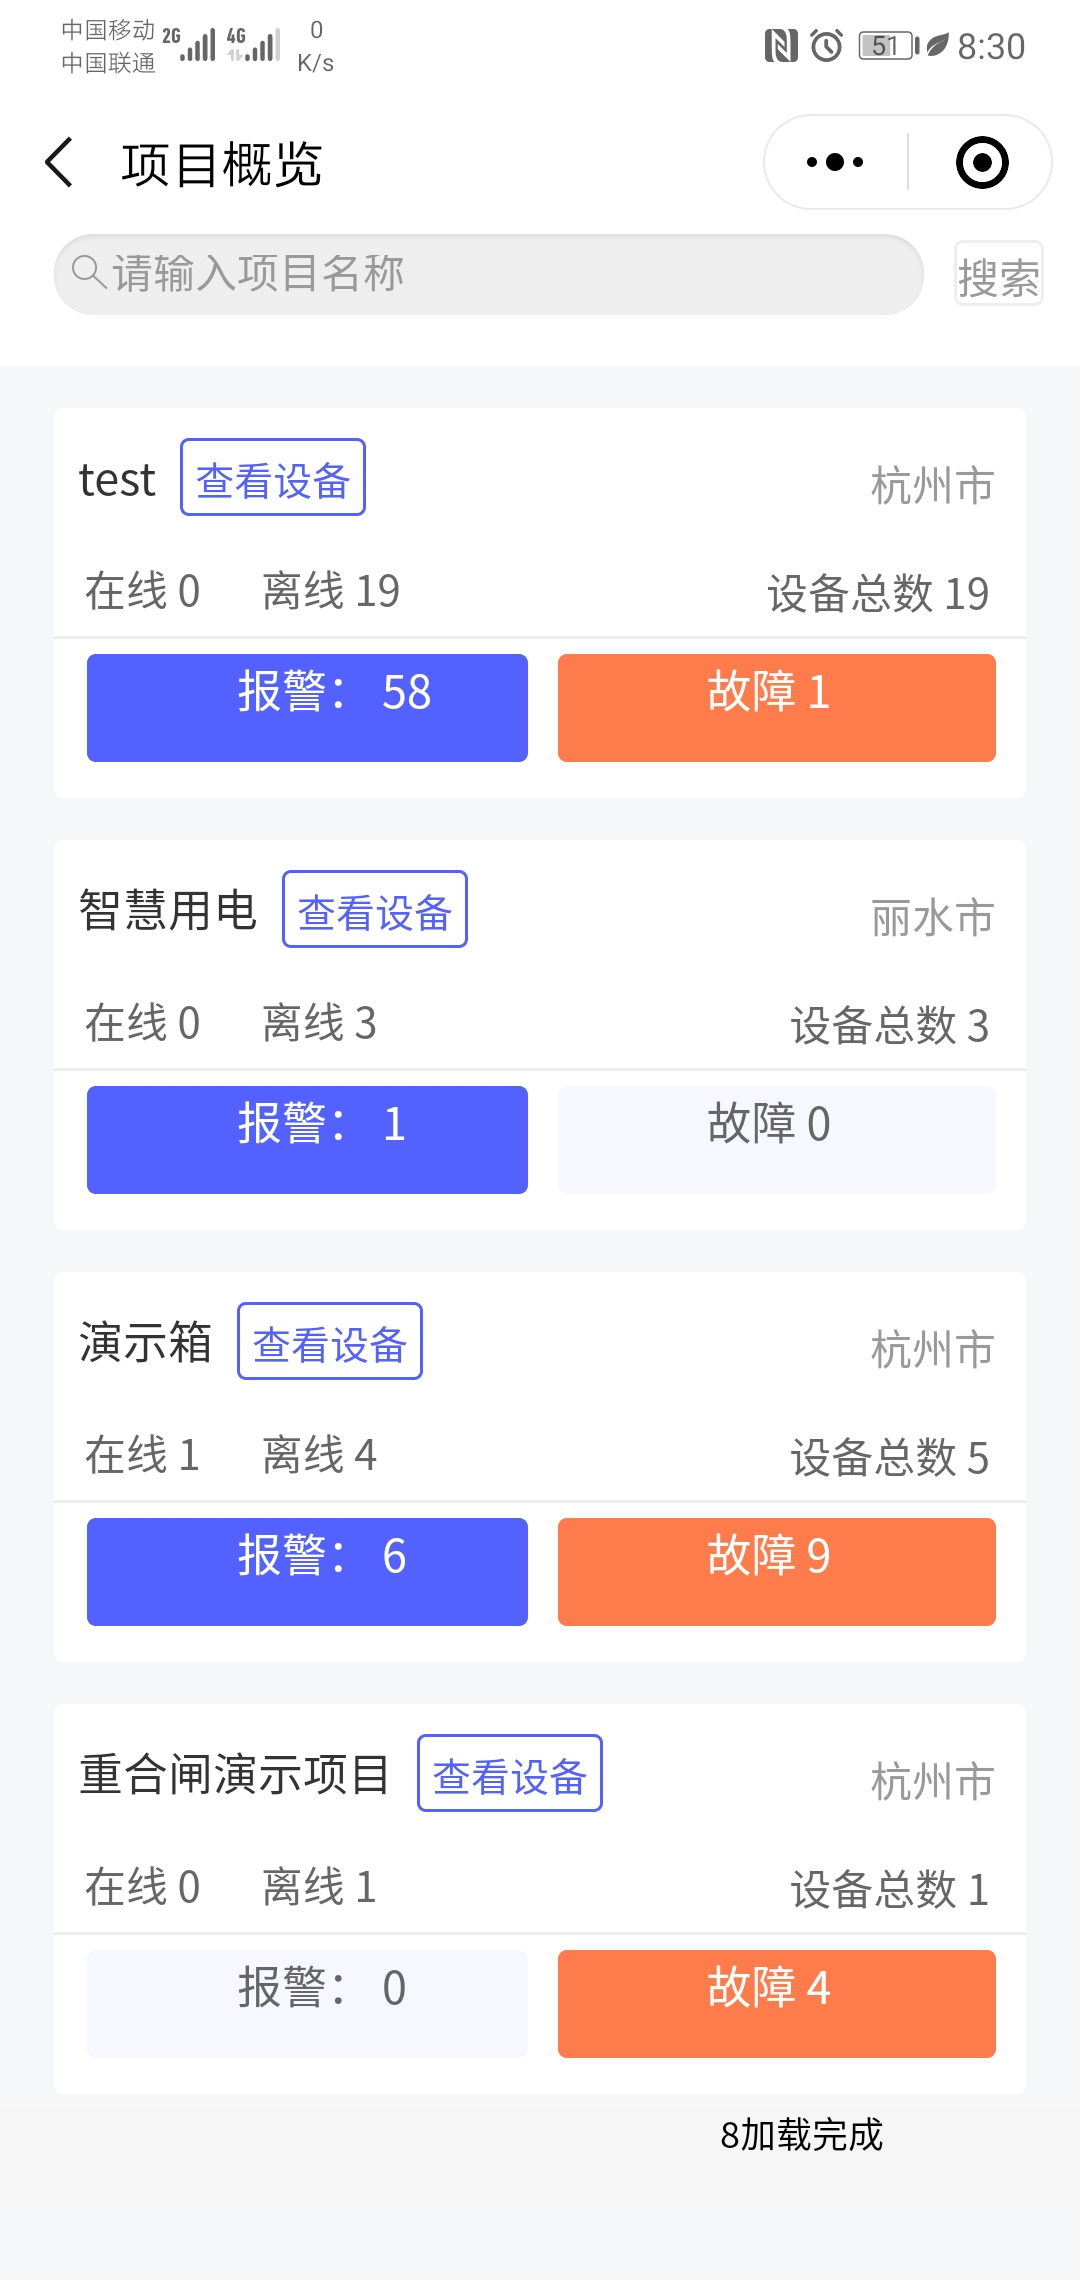 中国移动 2G 4G 0
中国联通 K/s
51 8:30
项目概览
请输入项目名称
搜索
test 查看设备 杭州市
在线 0 离线 19 设备总数 19
报警： 58 故障 1
智慧用电 查看设备 丽水市
在线 0 离线 3 设备总数 3
报警： 1 故障 0
演示箱 查看设备 杭州市
在线 1 离线 4 设备总数 5
报警： 6 故障 9
重合闸演示项目 查看设备 杭州市
在线 0 离线 1 设备总数 1
报警： 0 故障 4
8加载完成